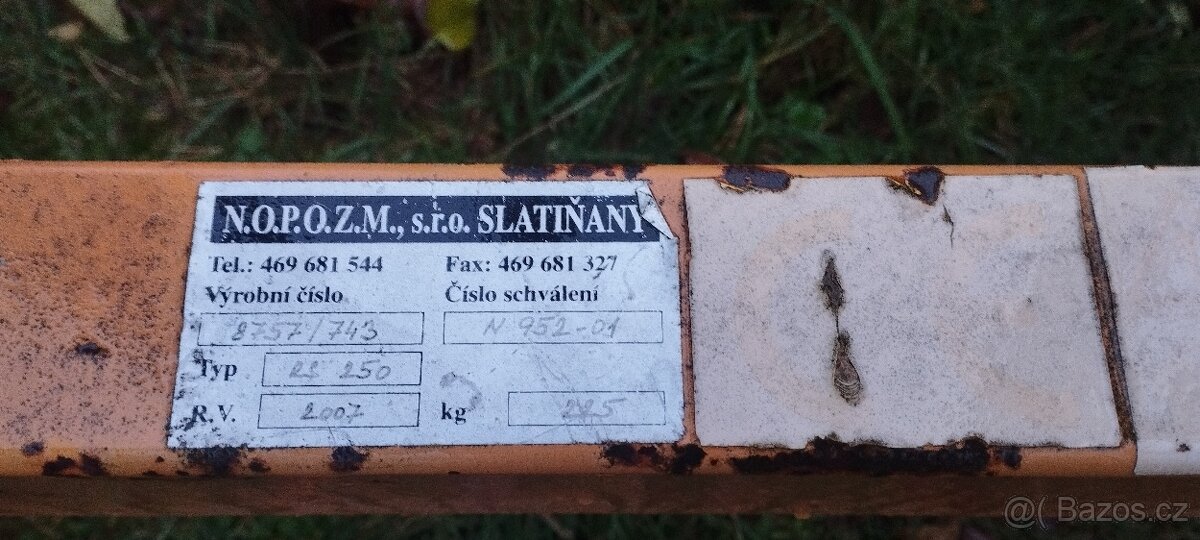 N.O.P.O.Z.M., s.r.o. SLATIŇANY
Tel.: 469 681 544 Fax: 469 681 327
Výrobní číslo Číslo schválení
8757/743 N 952-01
Typ 250
R.V. 2007 kg 225
@( Bazos.cz